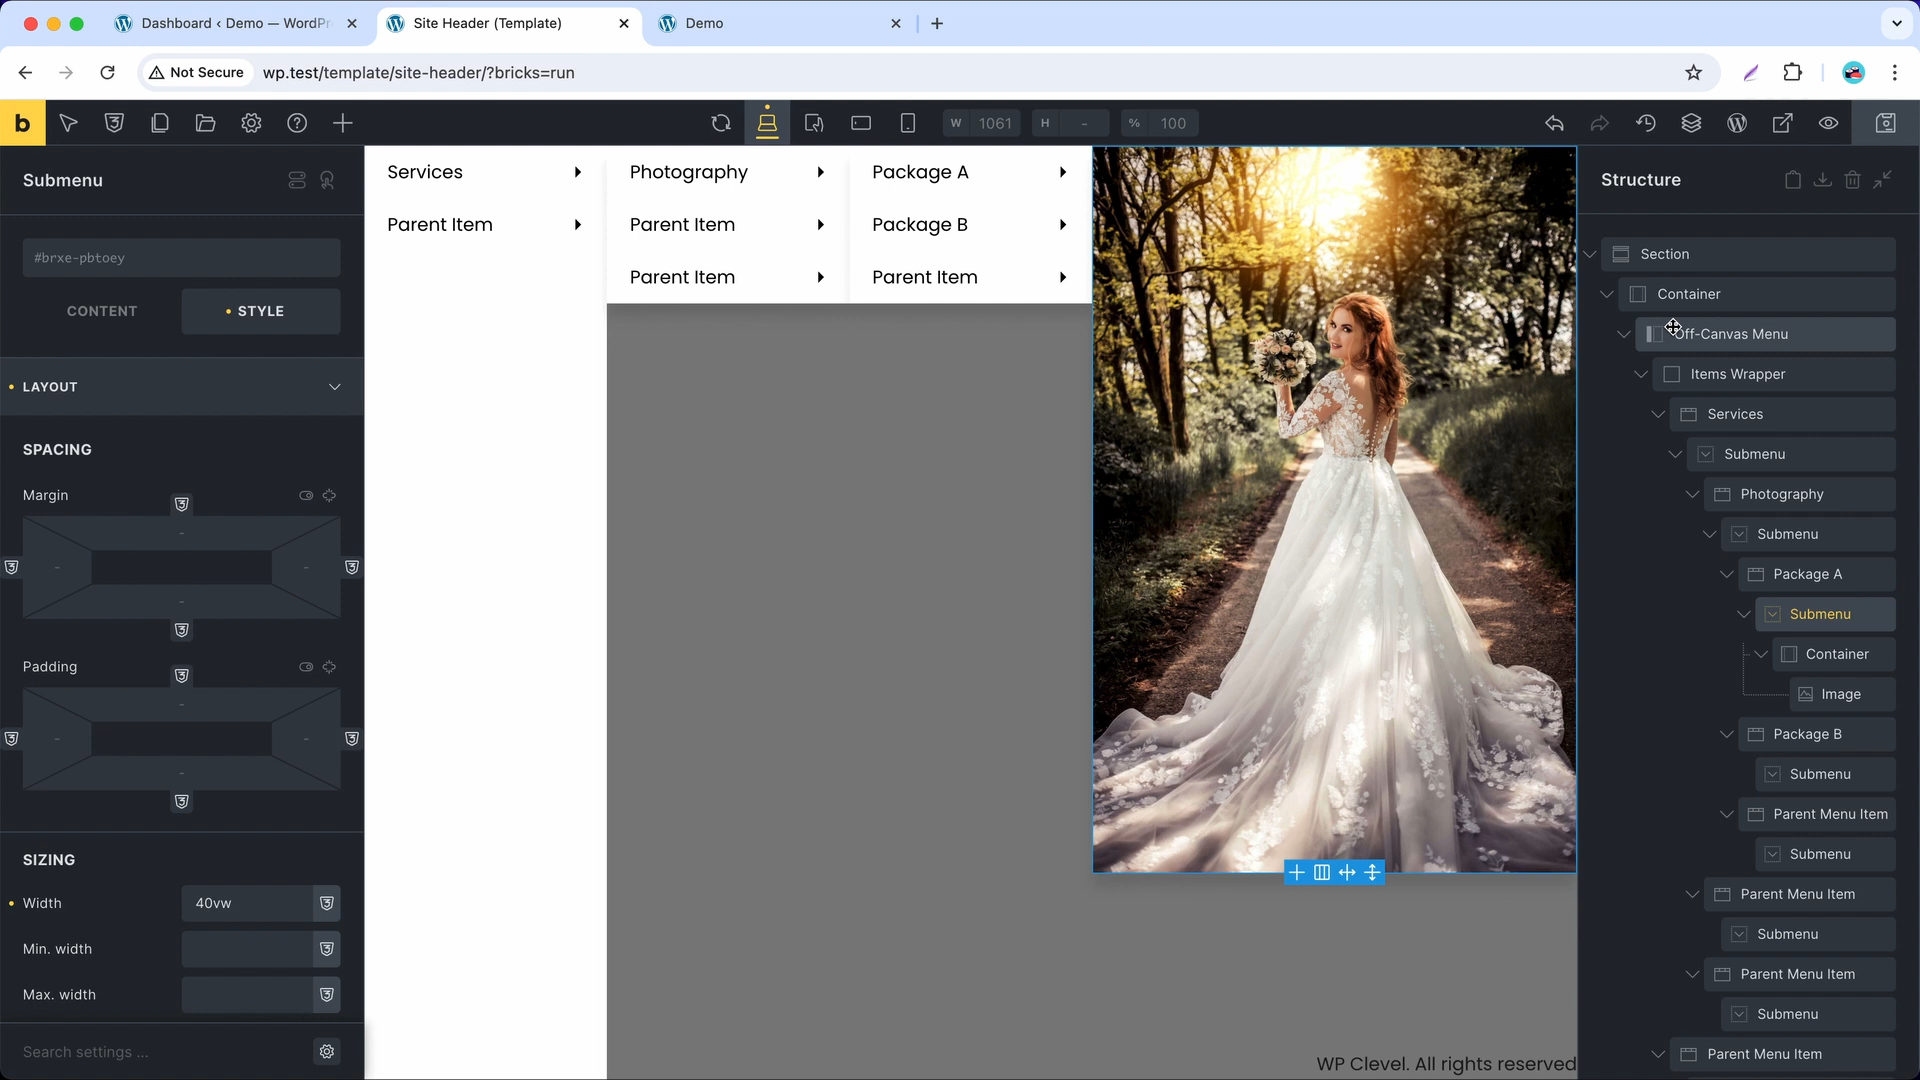 Dashboard ‹ Demo — WordPr
Site Header (Template)
Demo
Not Secure
wp.test/template/site-header/?bricks=run
b
W 1061
H -
% 100
Submenu
#brxe-pbtoey
CONTENT
STYLE
LAYOUT
SPACING
Margin
Padding
SIZING
Width
40vw
Min. width
Max. width
Search settings ...
Services
Parent Item
Photography
Parent Item
Parent Item
Package A
Package B
Parent Item
WP Clevel. All rights reserved
Structure
Section
Container
Off-Canvas Menu
Items Wrapper
Services
Submenu
Photography
Submenu
Package A
Submenu
Container
Image
Package B
Submenu
Parent Menu Item
Submenu
Parent Menu Item
Submenu
Parent Menu Item
Submenu
Parent Menu Item